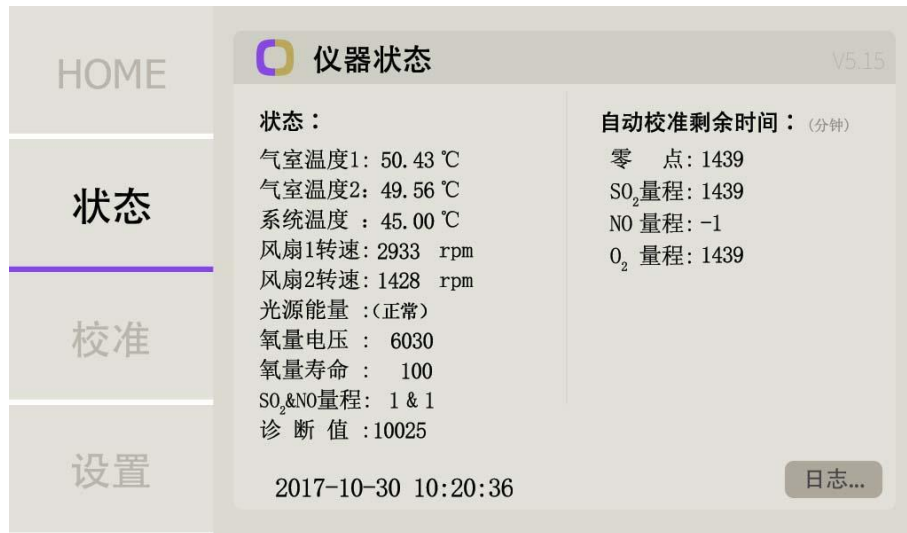 HOME
状态
校准
设置
仪器状态
V5.15
状态：
气室温度1: 50.43 ℃
气室温度2: 49.56 ℃
系统温度 : 45.00 ℃
风扇1转速: 2933 rpm
风扇2转速: 1428 rpm
光源能量 :(正常)
氧量电压 : 6030
氧量寿命 : 100
SO₂&NO量程: 1 & 1
诊 断 值 :10025
2017-10-30 10:20:36
自动校准剩余时间：(分钟)
零 点: 1439
SO₂量程: 1439
NO 量程: -1
O₂ 量程: 1439
日志...